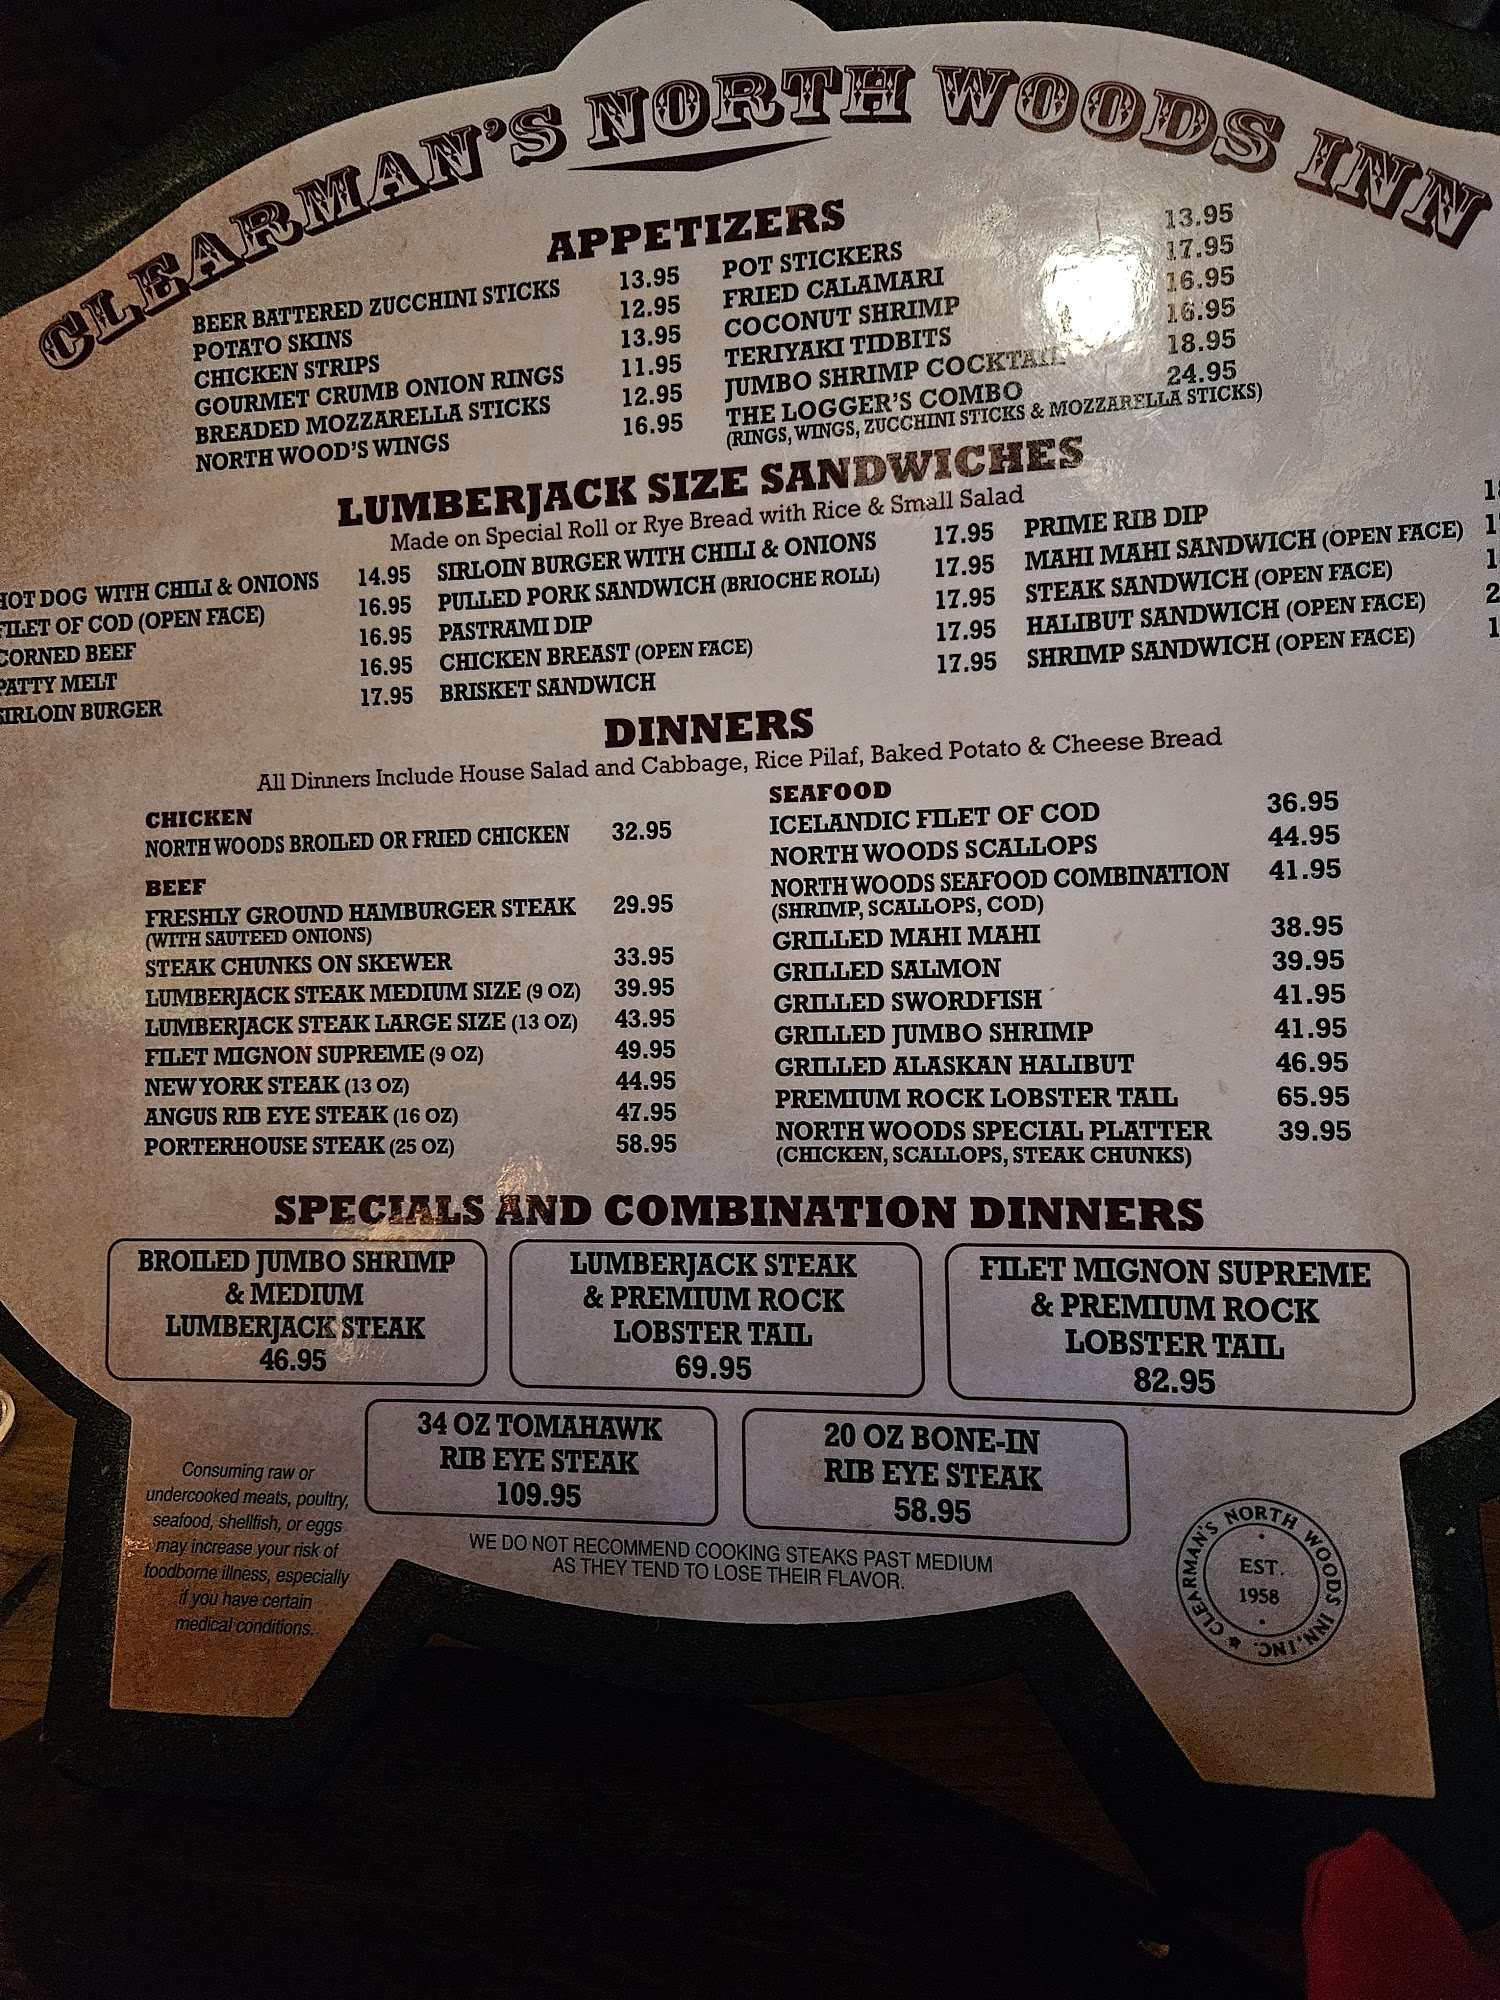 CLEARMAN'S NORTH WOODS INN
APPETIZERS
BEER BATTERED ZUCCHINI STICKS 13.95
POTATO SKINS 12.95
CHICKEN STRIPS 13.95
GOURMET CRUMB ONION RINGS 11.95
BREADED MOZZARELLA STICKS 12.95
NORTH WOOD'S WINGS 16.95
POT STICKERS 13.95
FRIED CALAMARI 17.95
COCONUT SHRIMP 16.95
TERIYAKI TIDBITS 16.95
JUMBO SHRIMP COCKTAIL 18.95
THE LOGGER'S COMBO 24.95
(RINGS, WINGS, ZUCCHINI STICKS & MOZZARELLA STICKS)
LUMBERJACK SIZE SANDWICHES
Made on Special Roll or Rye Bread with Rice & Small Salad
HOT DOG WITH CHILI & ONIONS 14.95
FILET OF COD (OPEN FACE) 16.95
CORNED BEEF 16.95
PATTY MELT 16.95
SIRLOIN BURGER 17.95
SIRLOIN BURGER WITH CHILI & ONIONS 17.95
PULLED PORK SANDWICH (BRIOCHE ROLL) 17.95
PASTRAMI DIP 17.95
CHICKEN BREAST (OPEN FACE) 17.95
BRISKET SANDWICH 17.95
PRIME RIB DIP
MAHI MAHI SANDWICH (OPEN FACE)
STEAK SANDWICH (OPEN FACE)
HALIBUT SANDWICH (OPEN FACE)
SHRIMP SANDWICH (OPEN FACE)
DINNERS
All Dinners Include House Salad and Cabbage, Rice Pilaf, Baked Potato & Cheese Bread
CHICKEN
NORTH WOODS BROILED OR FRIED CHICKEN 32.95
BEEF
FRESHLY GROUND HAMBURGER STEAK 29.95
(WITH SAUTEED ONIONS)
STEAK CHUNKS ON SKEWER 33.95
LUMBERJACK STEAK MEDIUM SIZE (9 OZ) 39.95
LUMBERJACK STEAK LARGE SIZE (13 OZ) 43.95
FILET MIGNON SUPREME (9 OZ) 49.95
NEW YORK STEAK (13 OZ) 44.95
ANGUS RIB EYE STEAK (16 OZ) 47.95
PORTERHOUSE STEAK (25 OZ) 58.95
SEAFOOD
ICELANDIC FILET OF COD 36.95
NORTH WOODS SCALLOPS 44.95
NORTH WOODS SEAFOOD COMBINATION 41.95
(SHRIMP, SCALLOPS, COD)
GRILLED MAHI MAHI 38.95
GRILLED SALMON 39.95
GRILLED SWORDFISH 41.95
GRILLED JUMBO SHRIMP 41.95
GRILLED ALASKAN HALIBUT 46.95
PREMIUM ROCK LOBSTER TAIL 65.95
NORTH WOODS SPECIAL PLATTER 39.95
(CHICKEN, SCALLOPS, STEAK CHUNKS)
SPECIALS AND COMBINATION DINNERS
BROILED JUMBO SHRIMP
& MEDIUM
LUMBERJACK STEAK
46.95
LUMBERJACK STEAK
& PREMIUM ROCK
LOBSTER TAIL
69.95
FILET MIGNON SUPREME
& PREMIUM ROCK
LOBSTER TAIL
82.95
34 OZ TOMAHAWK
RIB EYE STEAK
109.95
20 OZ BONE-IN
RIB EYE STEAK
58.95
Consuming raw or
undercooked meats, poultry,
seafood, shellfish, or eggs
may increase your risk of
foodborne illness, especially
if you have certain
medical conditions.
WE DO NOT RECOMMEND COOKING STEAKS PAST MEDIUM
AS THEY TEND TO LOSE THEIR FLAVOR.
CLEARMAN'S NORTH WOODS INN, INC.
EST.
1958